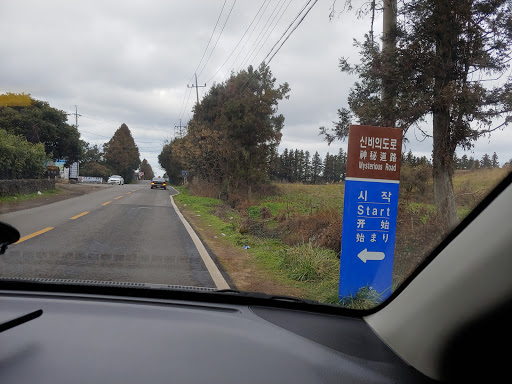 신비의도로
神秘道路
Mysterious Road
시 작
Start
开 始
始まり